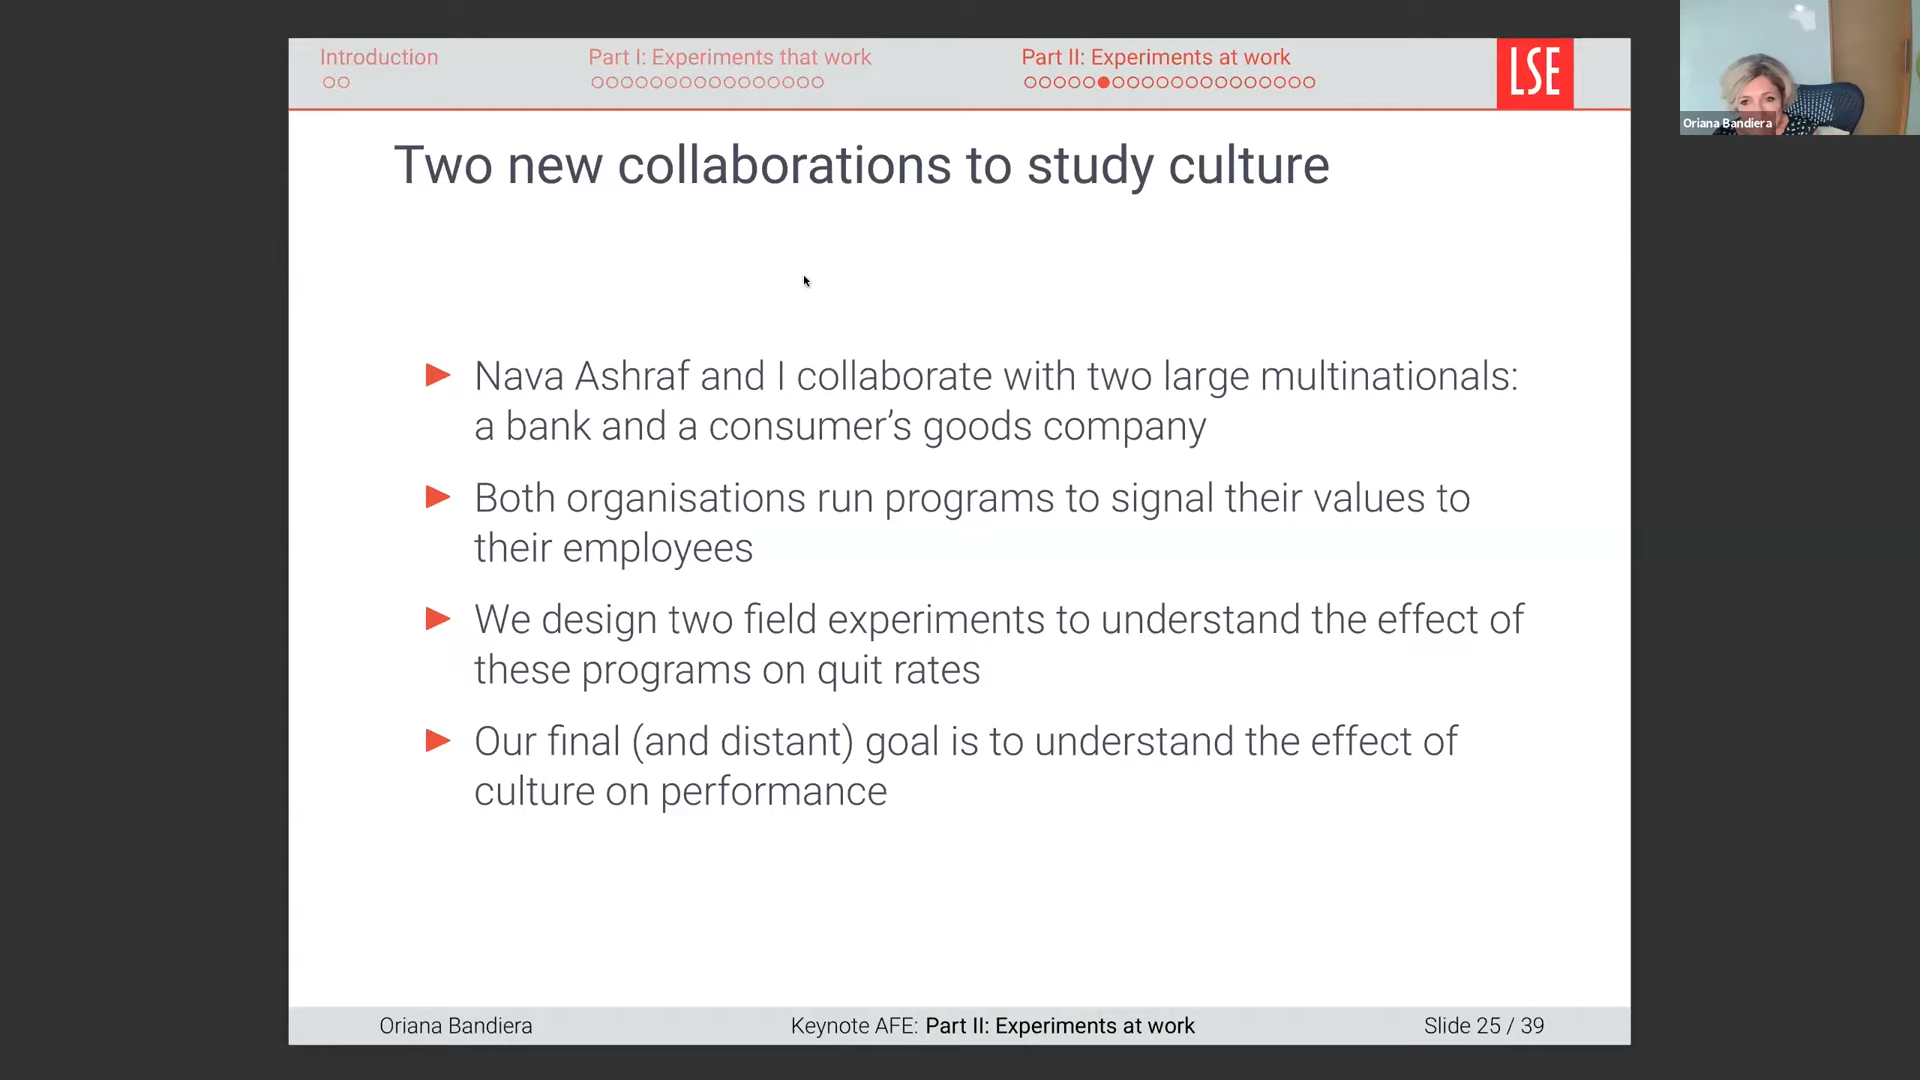 Introduction
Part I: Experiments that work
Part II: Experiments at work
LSE
Oriana Bandiera
Two new collaborations to study culture
Nava Ashraf and I collaborate with two large multinationals:
a bank and a consumer’s goods company
Both organisations run programs to signal their values to
their employees
We design two field experiments to understand the effect of
these programs on quit rates
Our final (and distant) goal is to understand the effect of
culture on performance
Oriana Bandiera
Keynote AFE: Part II: Experiments at work
Slide 25 / 39